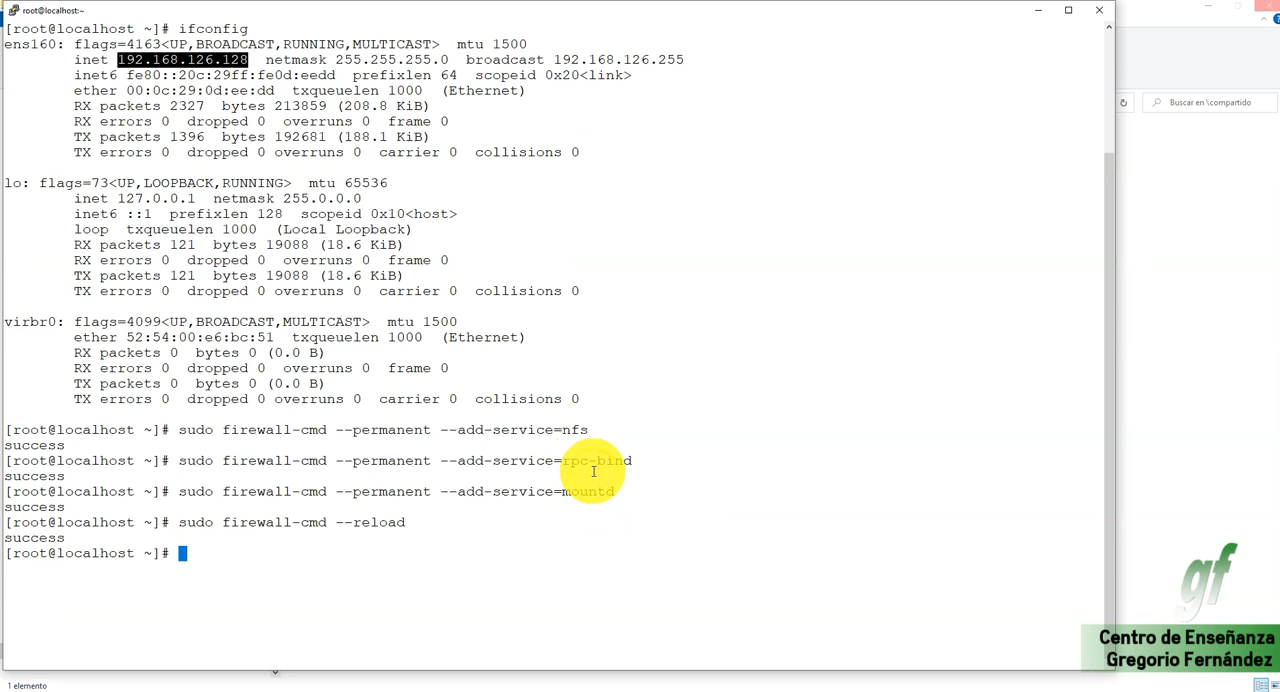 root@localhost:~
[root@localhost ~]# ifconfig
ens160: flags=4163<UP,BROADCAST,RUNNING,MULTICAST>  mtu 1500
        inet 192.168.126.128  netmask 255.255.255.0  broadcast 192.168.126.255
        inet6 fe80::20c:29ff:fe0d:eedd  prefixlen 64  scopeid 0x20<link>
        ether 00:0c:29:0d:ee:dd  txqueuelen 1000  (Ethernet)
        RX packets 2327  bytes 213859 (208.8 KiB)
        RX errors 0  dropped 0  overruns 0  frame 0
        TX packets 1396  bytes 192681 (188.1 KiB)
        TX errors 0  dropped 0 overruns 0  carrier 0  collisions 0
lo: flags=73<UP,LOOPBACK,RUNNING>  mtu 65536
        inet 127.0.0.1  netmask 255.0.0.0
        inet6 ::1  prefixlen 128  scopeid 0x10<host>
        loop  txqueuelen 1000  (Local Loopback)
        RX packets 121  bytes 19088 (18.6 KiB)
        RX errors 0  dropped 0  overruns 0  frame 0
        TX packets 121  bytes 19088 (18.6 KiB)
        TX errors 0  dropped 0 overruns 0  carrier 0  collisions 0
virbr0: flags=4099<UP,BROADCAST,MULTICAST>  mtu 1500
        ether 52:54:00:e6:bc:51  txqueuelen 1000  (Ethernet)
        RX packets 0  bytes 0 (0.0 B)
        RX errors 0  dropped 0  overruns 0  frame 0
        TX packets 0  bytes 0 (0.0 B)
        TX errors 0  dropped 0 overruns 0  carrier 0  collisions 0
[root@localhost ~]# sudo firewall-cmd --permanent --add-service=nfs
success
[root@localhost ~]# sudo firewall-cmd --permanent --add-service=rpc-bind
success
[root@localhost ~]# sudo firewall-cmd --permanent --add-service=mountd
success
[root@localhost ~]# sudo firewall-cmd --reload
success
[root@localhost ~]#
Buscar en \compartido
gf
Centro de Enseñanza
Gregorio Fernández
1 elemento